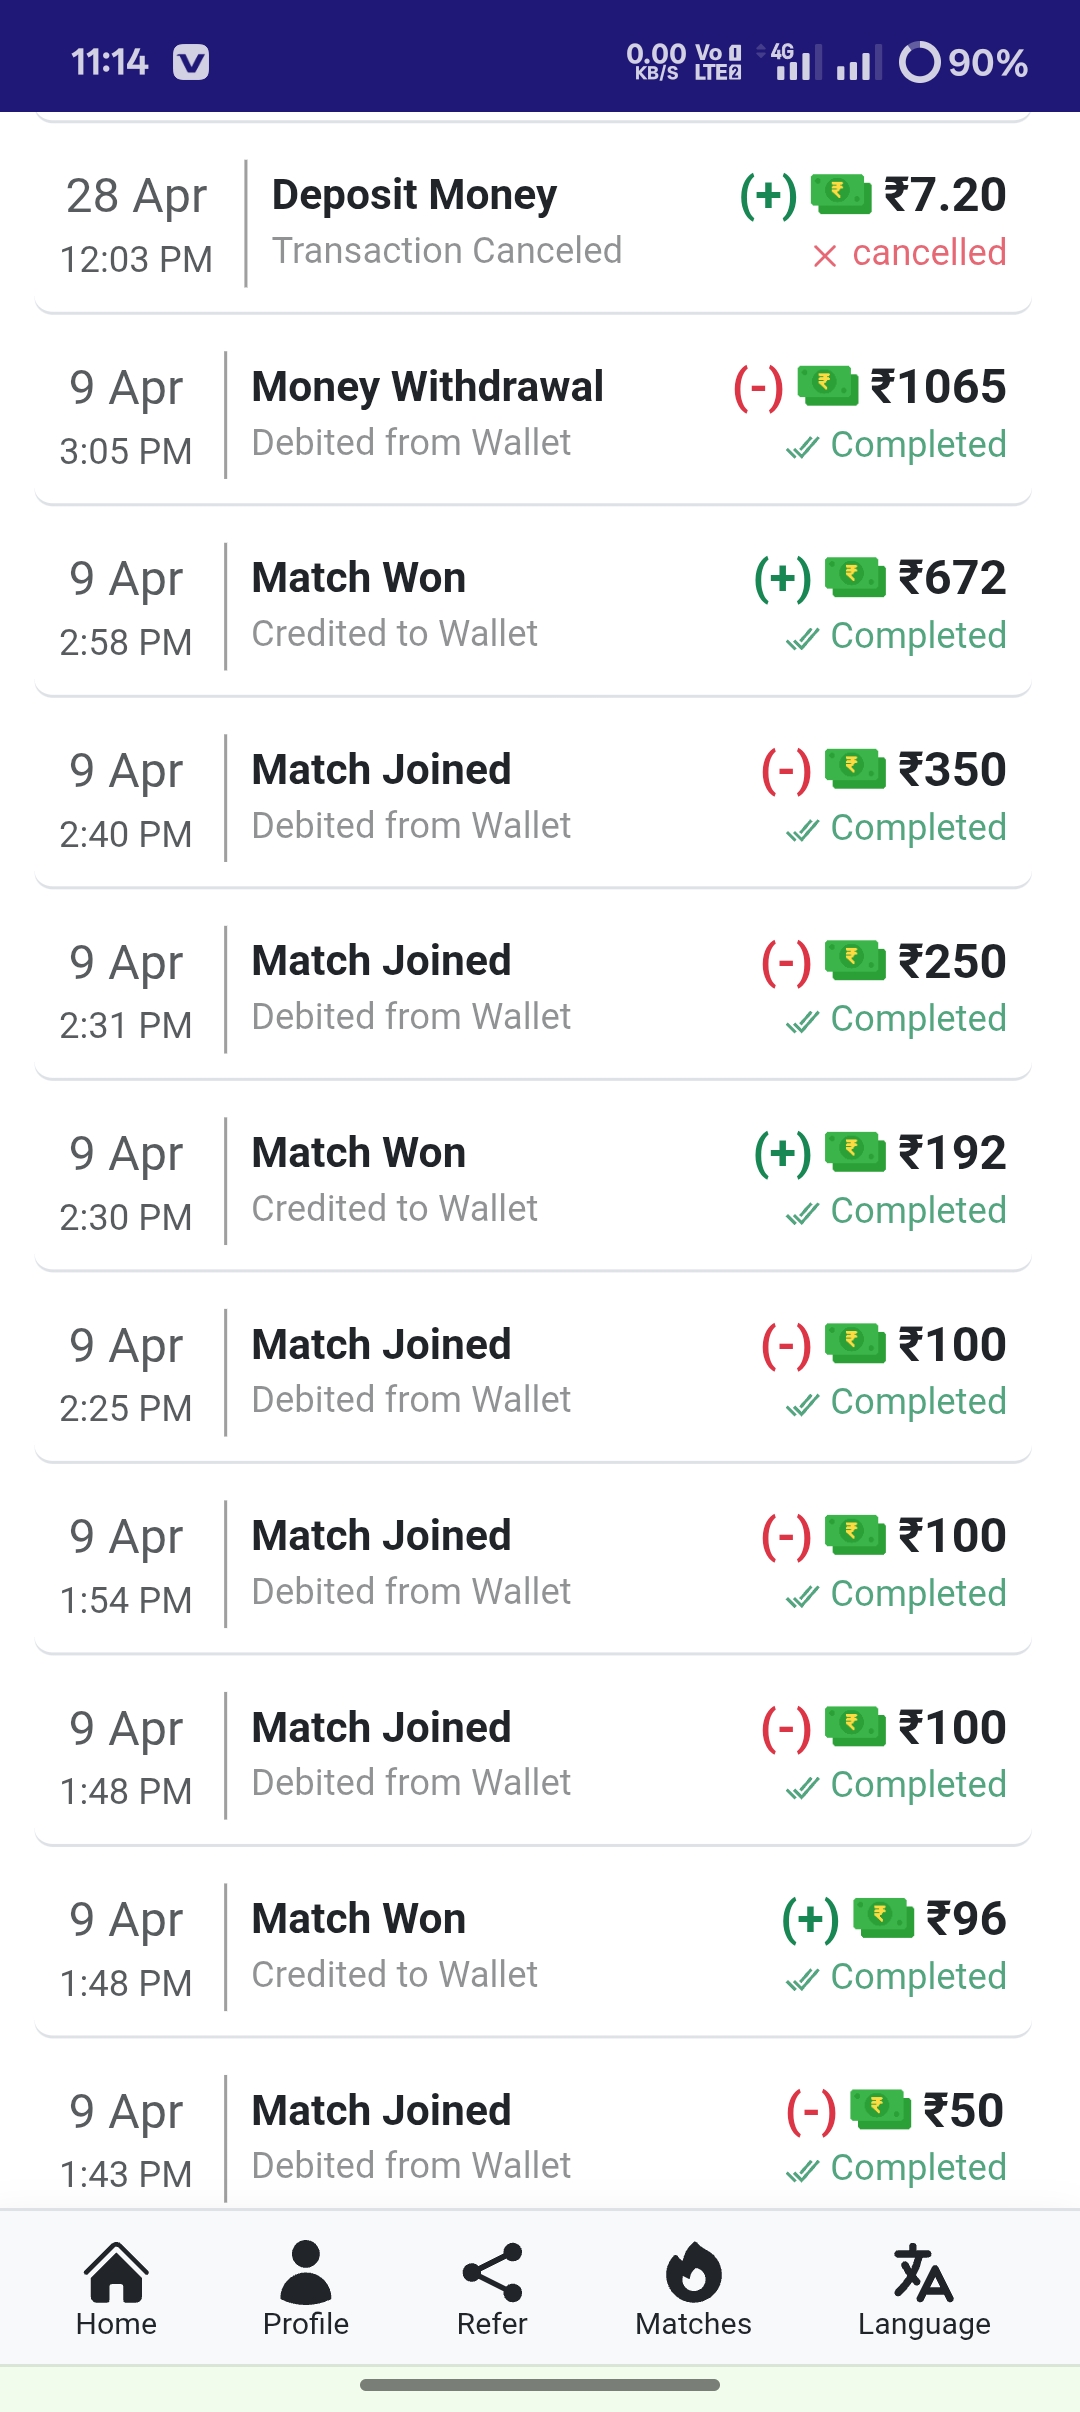 11:14
0.00 KB/S Vo LTE 1 2 4G 90%
28 Apr
12:03 PM
Deposit Money
Transaction Canceled
(+) ₹7.20
cancelled
9 Apr
3:05 PM
Money Withdrawal
Debited from Wallet
(-) ₹1065
Completed
9 Apr
2:58 PM
Match Won
Credited to Wallet
(+) ₹672
Completed
9 Apr
2:40 PM
Match Joined
Debited from Wallet
(-) ₹350
Completed
9 Apr
2:31 PM
Match Joined
Debited from Wallet
(-) ₹250
Completed
9 Apr
2:30 PM
Match Won
Credited to Wallet
(+) ₹192
Completed
9 Apr
2:25 PM
Match Joined
Debited from Wallet
(-) ₹100
Completed
9 Apr
1:54 PM
Match Joined
Debited from Wallet
(-) ₹100
Completed
9 Apr
1:48 PM
Match Joined
Debited from Wallet
(-) ₹100
Completed
9 Apr
1:48 PM
Match Won
Credited to Wallet
(+) ₹96
Completed
9 Apr
1:43 PM
Match Joined
Debited from Wallet
(-) ₹50
Completed
Home
Profile
Refer
Matches
Language